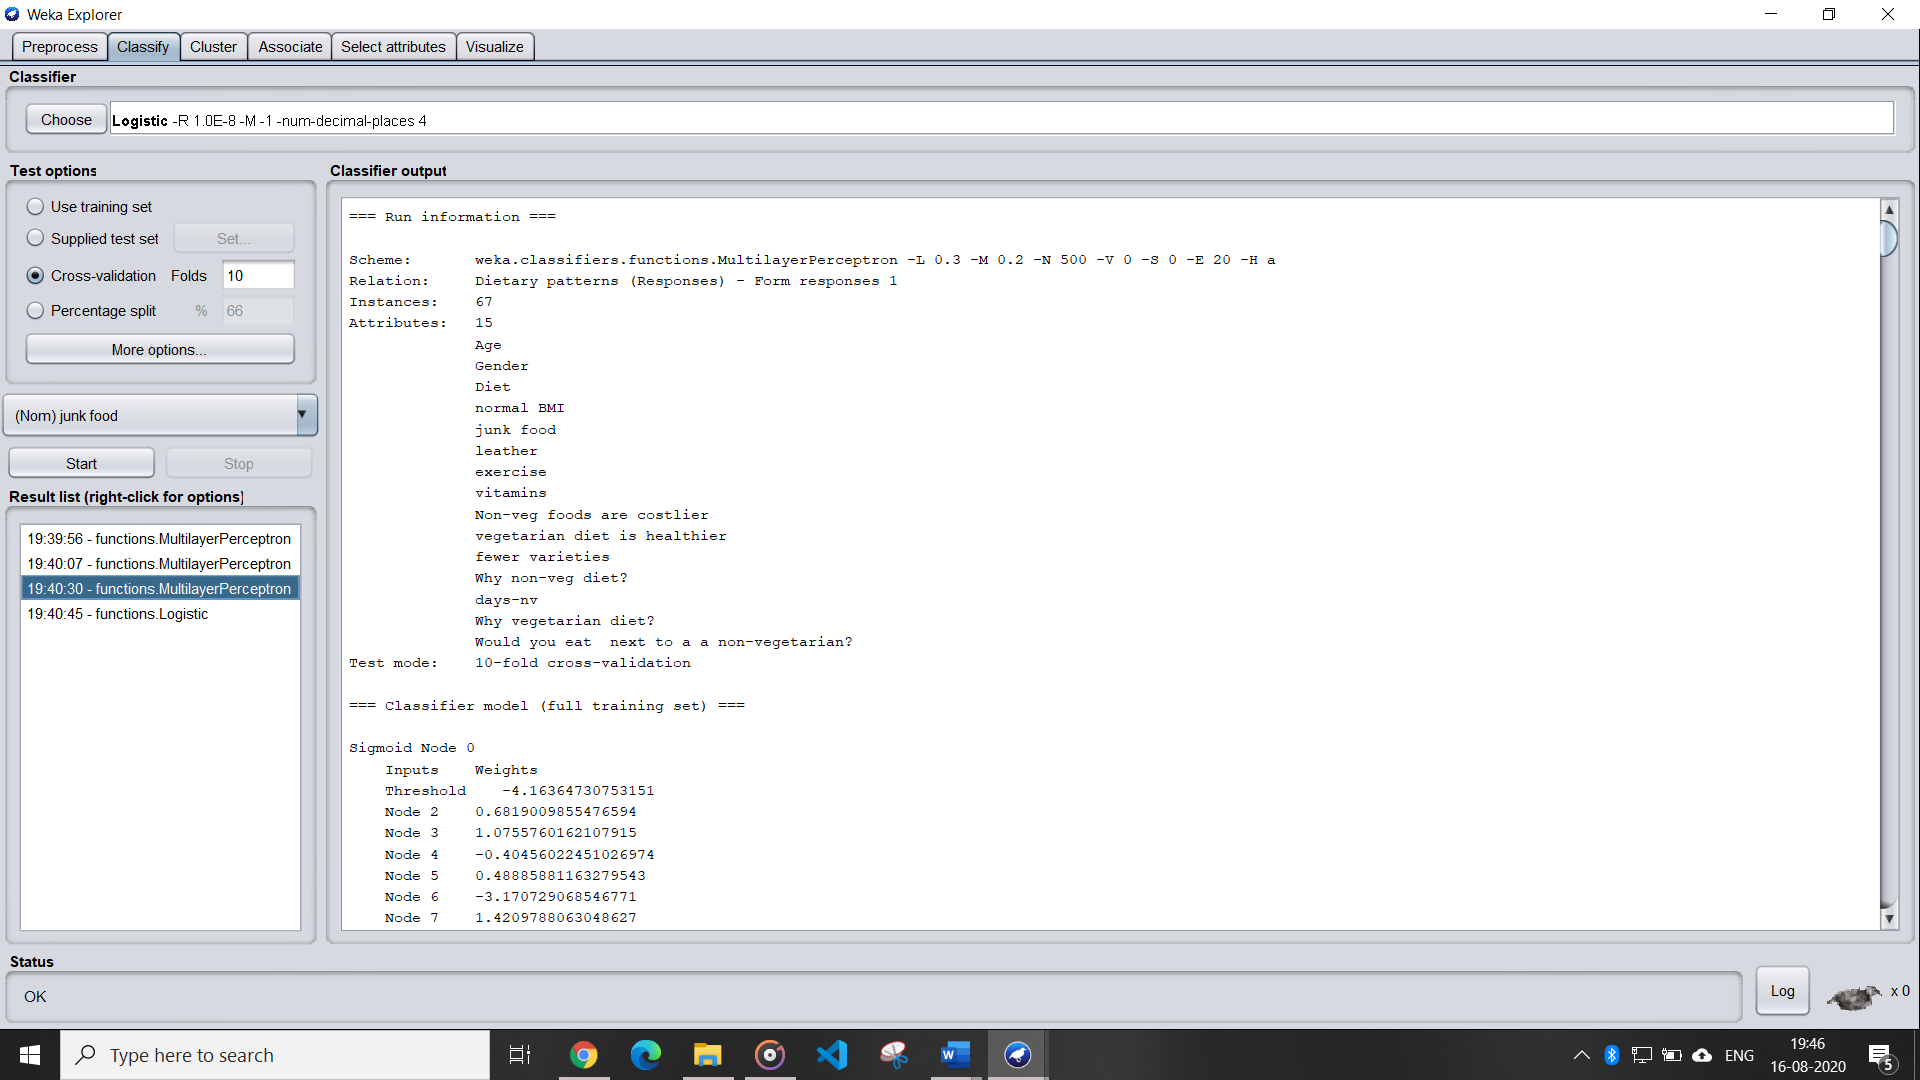 Weka Explorer
Preprocess Classify Cluster Associate Select attributes Visualize
Classifier
Choose Logistic -R 1.0E-8 -M -1 -num-decimal-places 4
Test options
Use training set
Supplied test set Set...
Cross-validation Folds 10
Percentage split % 66
More options...
(Nom) junk food
Start Stop
Result list (right-click for options)
19:39:56 - functions.MultilayerPerceptron
19:40:07 - functions.MultilayerPerceptron
19:40:30 - functions.MultilayerPerceptron
19:40:45 - functions.Logistic
Classifier output
=== Run information ===
Scheme: weka.classifiers.functions.MultilayerPerceptron -L 0.3 -M 0.2 -N 500 -V 0 -S 0 -E 20 -H a
Relation: Dietary patterns (Responses) - Form responses 1
Instances: 67
Attributes: 15
Age
Gender
Diet
normal BMI
junk food
leather
exercise
vitamins
Non-veg foods are costlier
vegetarian diet is healthier
fewer varieties
Why non-veg diet?
days-nv
Why vegetarian diet?
Would you eat  next to a a non-vegetarian?
Test mode: 10-fold cross-validation
=== Classifier model (full training set) ===
Sigmoid Node 0
Inputs Weights
Threshold -4.16364730753151
Node 2 0.6819009855476594
Node 3 1.0755760162107915
Node 4 -0.40456022451026974
Node 5 0.48885881163279543
Node 6 -3.170729068546771
Node 7 1.4209788063048627
Status
OK
Log x 0
Type here to search
ENG
19:46
16-08-2020
5